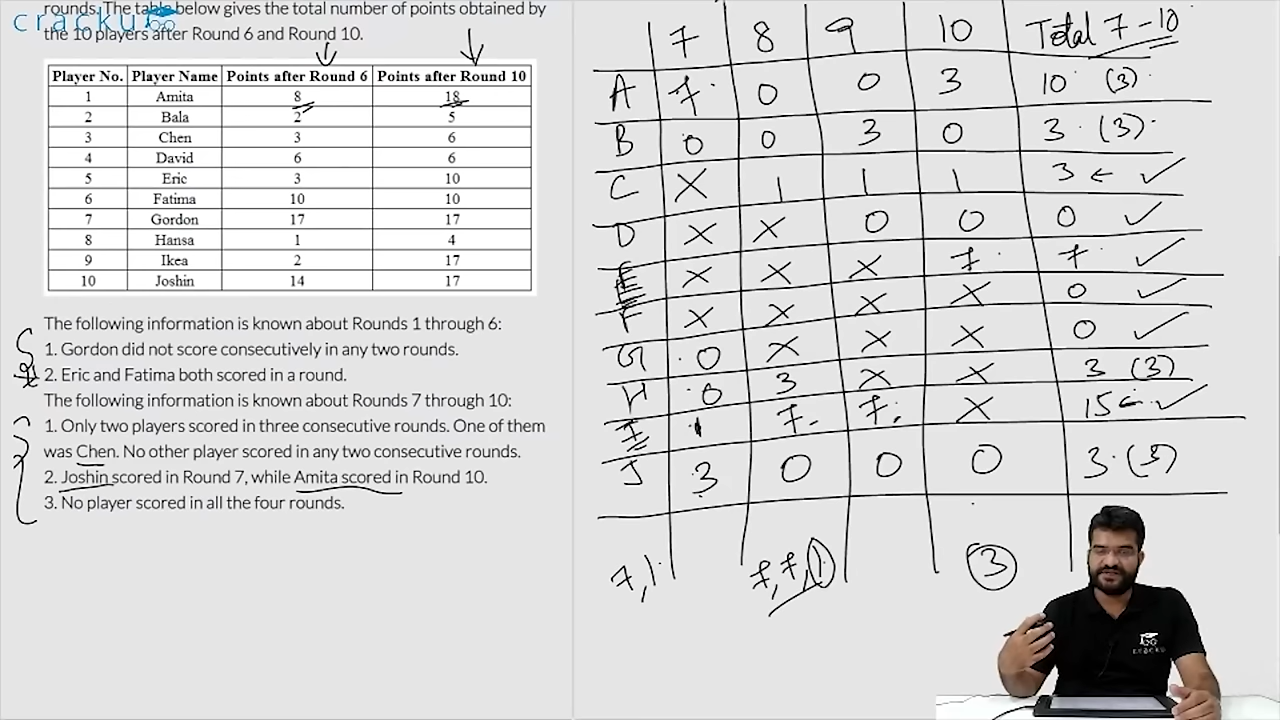 cracku
rounds. The table below gives the total number of points obtained by
the 10 players after Round 6 and Round 10.
Player No. Player Name Points after Round 6 Points after Round 10
1 Amita 8 18
2 Bala 2 5
3 Chen 3 6
4 David 6 6
5 Eric 3 10
6 Fatima 10 10
7 Gordon 17 17
8 Hansa 1 4
9 Ikea 2 17
10 Joshin 14 17
The following information is known about Rounds 1 through 6:
1. Gordon did not score consecutively in any two rounds.
2. Eric and Fatima both scored in a round.
The following information is known about Rounds 7 through 10:
1. Only two players scored in three consecutive rounds. One of them
was Chen. No other player scored in any two consecutive rounds.
2. Joshin scored in Round 7, while Amita scored in Round 10.
3. No player scored in all the four rounds.
7 8 9 10 Total 7-10
A 7 0 0 3 10 (3)
B 0 0 3 0 3 (3)
C X 1 1 1 3 ← ✓
D X X 0 0 0 ✓
E X X X 7 7 ✓
F X X X X 0 ✓
G 0 X X X 0 ✓
H 0 3 X X 3 (3)
I 1 7 7 X 15 ← ✓
J 3 0 0 0 3 (3)
7, 1 7, 7, 1 3
cracku